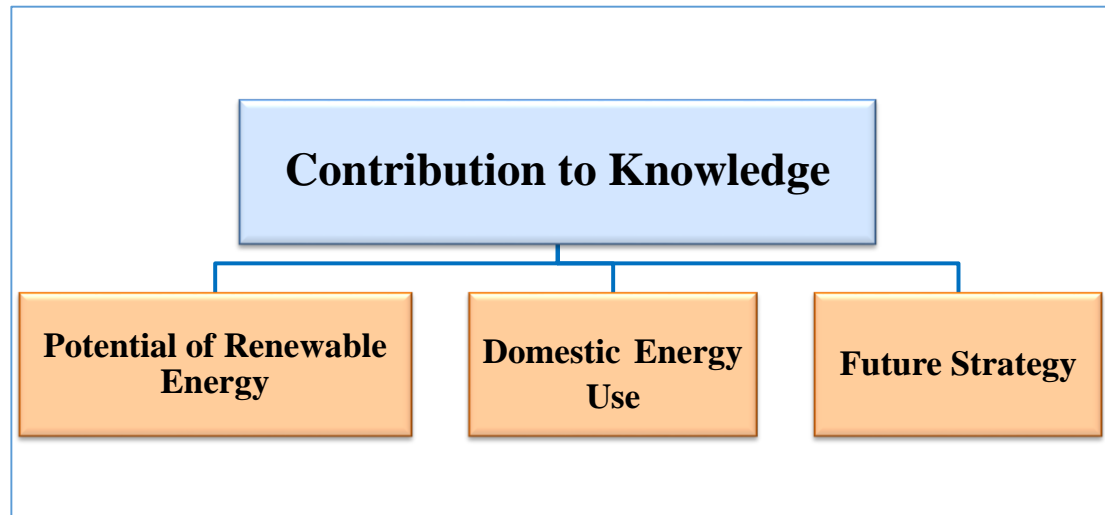 Contribution to Knowledge
Potential of Renewable
Energy
Domestic Energy
Use
Future Strategy